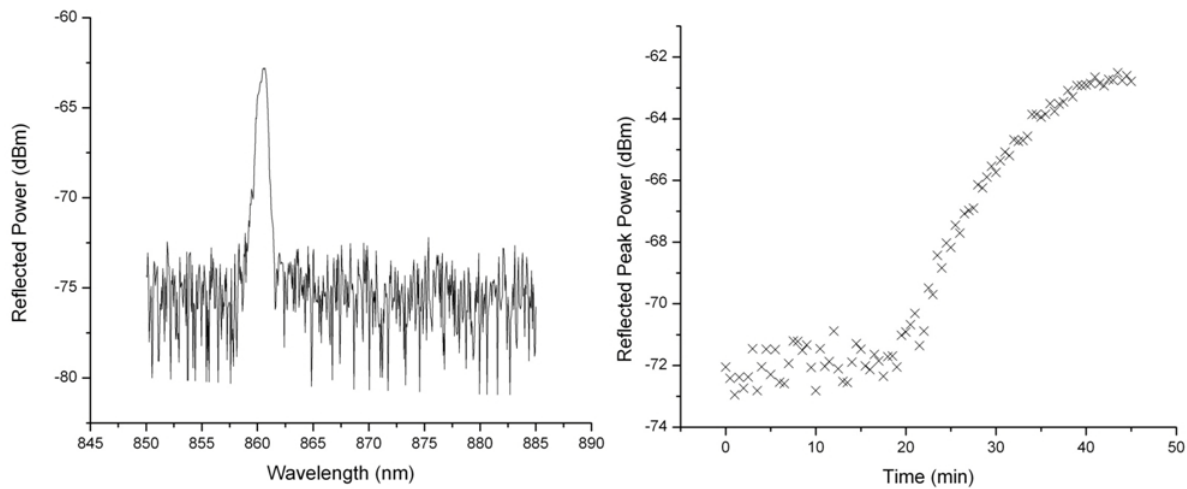 -60
-65
-70
-75
-80
845 850 855 860 865 870 875 880 885 890
Wavelength (nm)
Reflected Power (dBm)
-62
-64
-66
-68
-70
-72
-74
0 10 20 30 40 50
Time (min)
Reflected Peak Power (dBm)